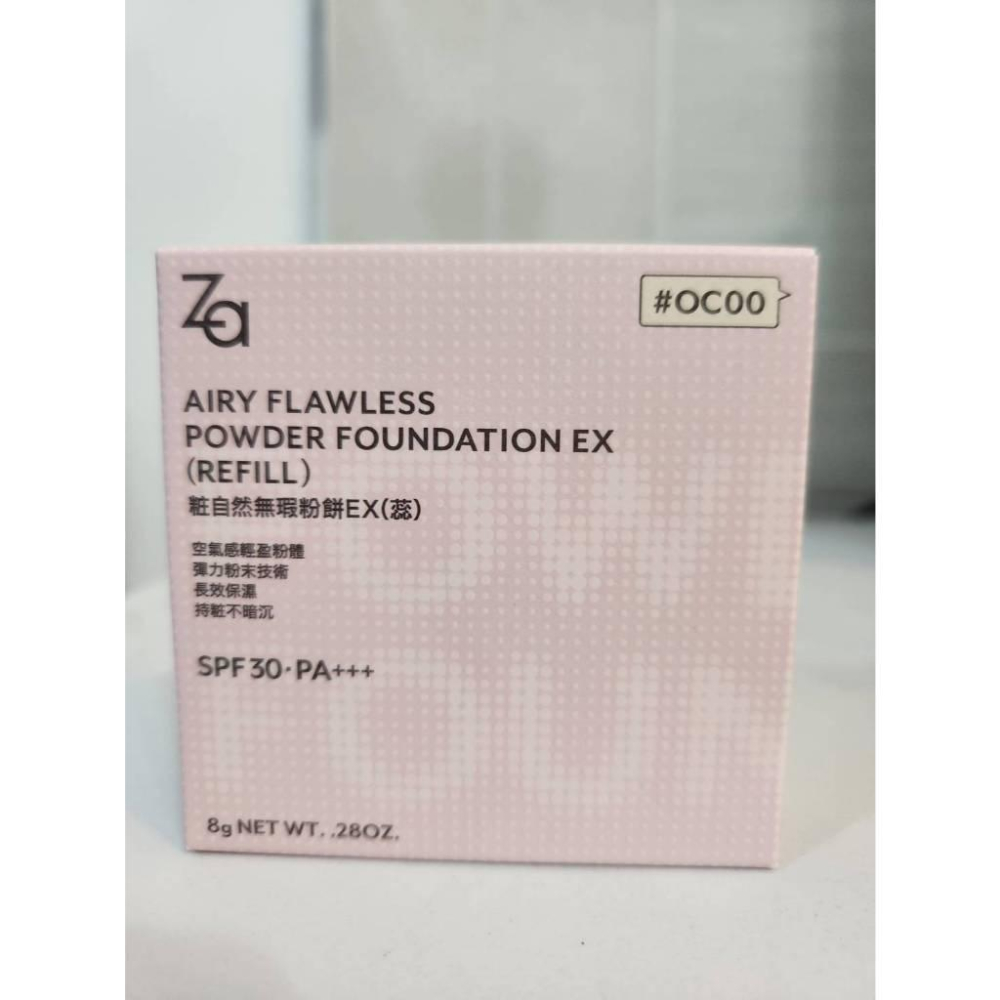 Za
#OC00
AIRY FLAWLESS
POWDER FOUNDATION EX
(REFILL)
粧自然無瑕粉餅EX(蕊)
空氣感輕盈粉體
彈力粉末技術
長效保濕
持粧不暗沉
SPF 30·PA+++
8g NET WT. .28OZ.